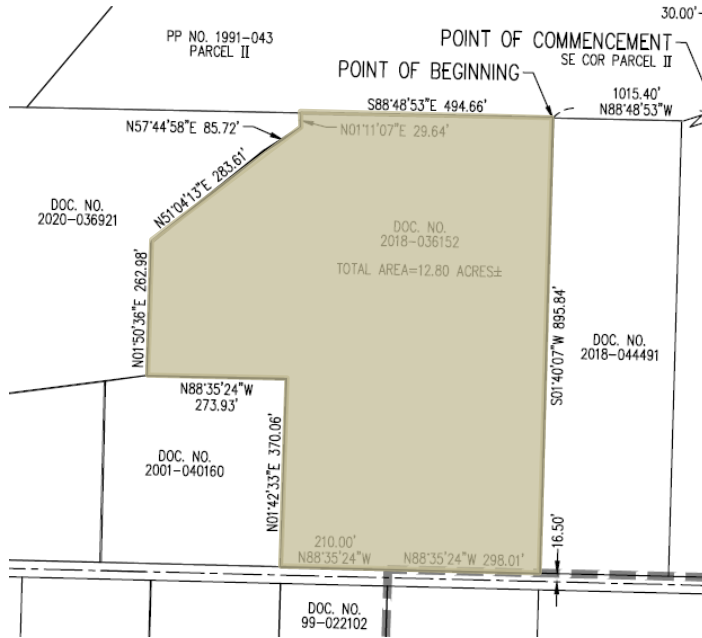 30.00'
PP NO. 1991-043
PARCEL II
POINT OF COMMENCEMENT
SE COR PARCEL II
POINT OF BEGINNING
1015.40'
N88°48'53"W
S88°48'53"E 494.66'
N57°44'58"E 85.72'
N01°11'07"E 29.64'
N51°04'13"E 283.61'
DOC. NO.
2020-036921
DOC. NO.
2018-036152
TOTAL AREA=12.80 ACRES±
N01°50'36"E 262.98'
S01°40'07"W 895.84'
DOC. NO.
2018-044491
N88°35'24"W
273.93'
N01°42'33"E 370.06'
DOC. NO.
2001-040160
210.00'
N88°35'24"W
N88°35'24"W 298.01'
16.50'
DOC. NO.
99-022102